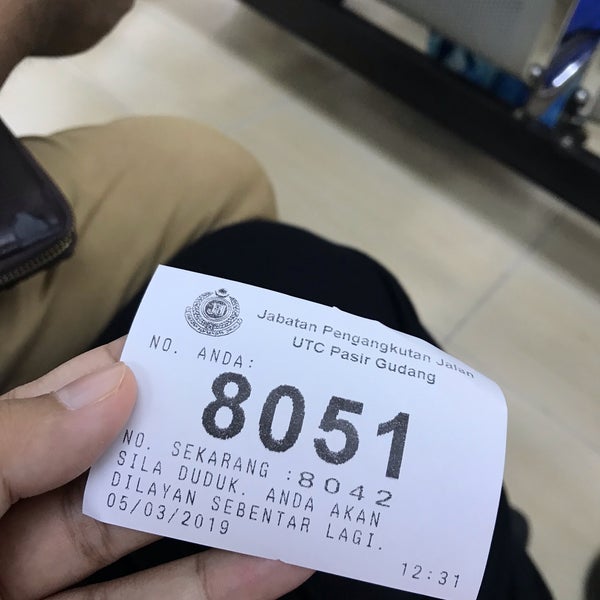 Jabatan Pengangkutan Jalan
UTC Pasir Gudang
NO. ANDA:
8051
NO. SEKARANG :8042
SILA DUDUK. ANDA AKAN
DILAYAN SEBENTAR LAGI.
05/03/2019
12:31